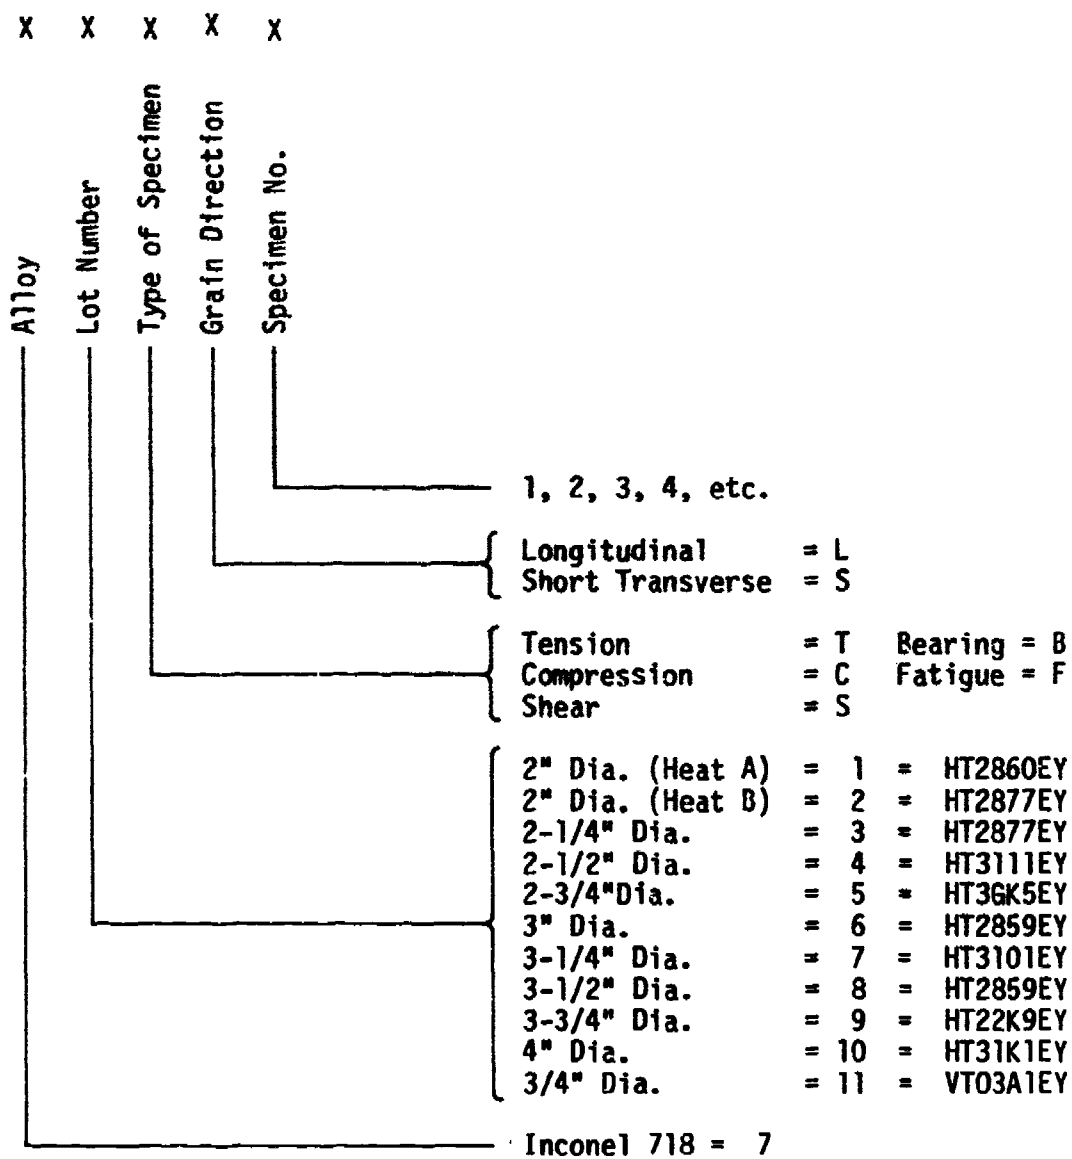 X X X X X
Alloy
Lot Number
Type of Specimen
Grain Direction
Specimen No.
1, 2, 3, 4, etc.
Longitudinal = L
Short Transverse = S
Tension = T Bearing = B
Compression = C Fatigue = F
Shear = S
2" Dia. (Heat A) = 1 = HT2860EY
2" Dia. (Heat B) = 2 = HT2877EY
2-1/4" Dia. = 3 = HT2877EY
2-1/2" Dia. = 4 = HT3111EY
2-3/4"Dia. = 5 = HT3GK5EY
3" Dia. = 6 = HT2859EY
3-1/4" Dia. = 7 = HT3101EY
3-1/2" Dia. = 8 = HT2859EY
3-3/4" Dia. = 9 = HT22K9EY
4" Dia. = 10 = HT31K1EY
3/4" Dia. = 11 = VT03A1EY
Inconel 718 = 7